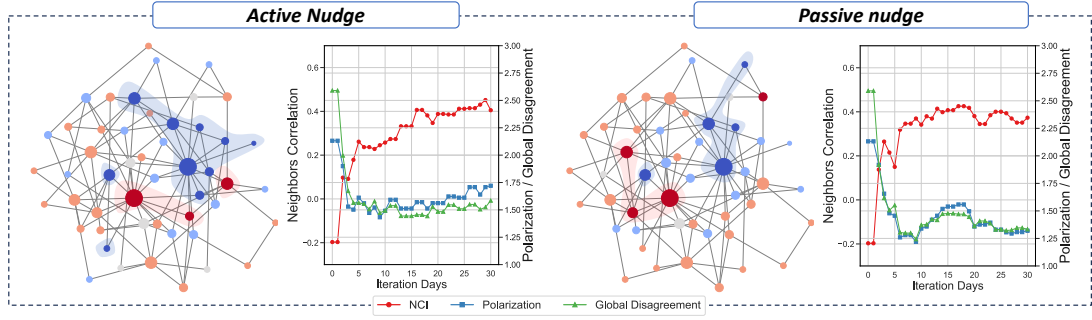 Active Nudge
Passive nudge
0.6
0.4
0.2
0.0
−0.2
Neighbors Correlation
3.00
2.75
2.50
2.25
2.00
1.75
1.50
1.25
1.00
Polarization / Global Disagreement
0 5 10 15 20 25 30
Iteration Days
0.6
0.4
0.2
0.0
−0.2
Neighbors Correlation
3.00
2.75
2.50
2.25
2.00
1.75
1.50
1.25
1.00
Polarization / Global Disagreement
0 5 10 15 20 25 30
Iteration Days
NCI Polarization Global Disagreement